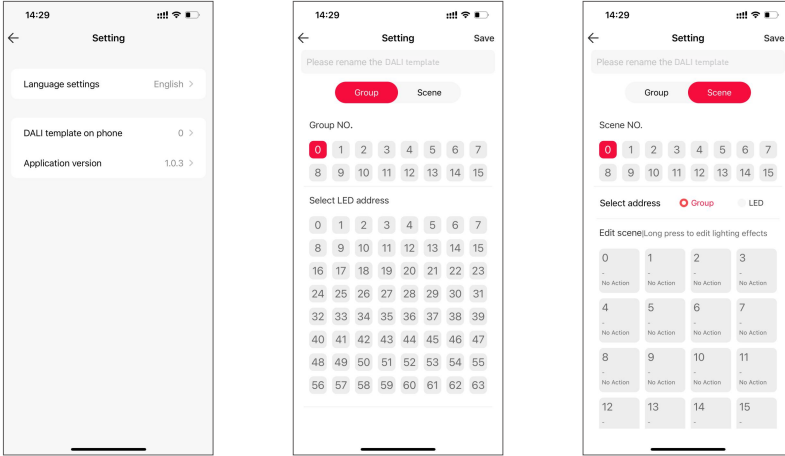 14:29
Setting
Language settings English >
DALI template on phone 0 >
Application version 1.0.3 >
14:29
Setting Save
Please rename the DALI template
Group Scene
Group NO.
0 1 2 3 4 5 6 7
8 9 10 11 12 13 14 15
Select LED address
0 1 2 3 4 5 6 7
8 9 10 11 12 13 14 15
16 17 18 19 20 21 22 23
24 25 26 27 28 29 30 31
32 33 34 35 36 37 38 39
40 41 42 43 44 45 46 47
48 49 50 51 52 53 54 55
56 57 58 59 60 61 62 63
14:29
Setting Save
Please rename the DALI template
Group Scene
Scene NO.
0 1 2 3 4 5 6 7
8 9 10 11 12 13 14 15
Select address Group LED
Edit scene|Long press to edit lighting effects
0 1 2 3
- - - -
No Action No Action No Action No Action
4 5 6 7
- - - -
No Action No Action No Action No Action
8 9 10 11
- - - -
No Action No Action No Action No Action
12 13 14 15
- - - -